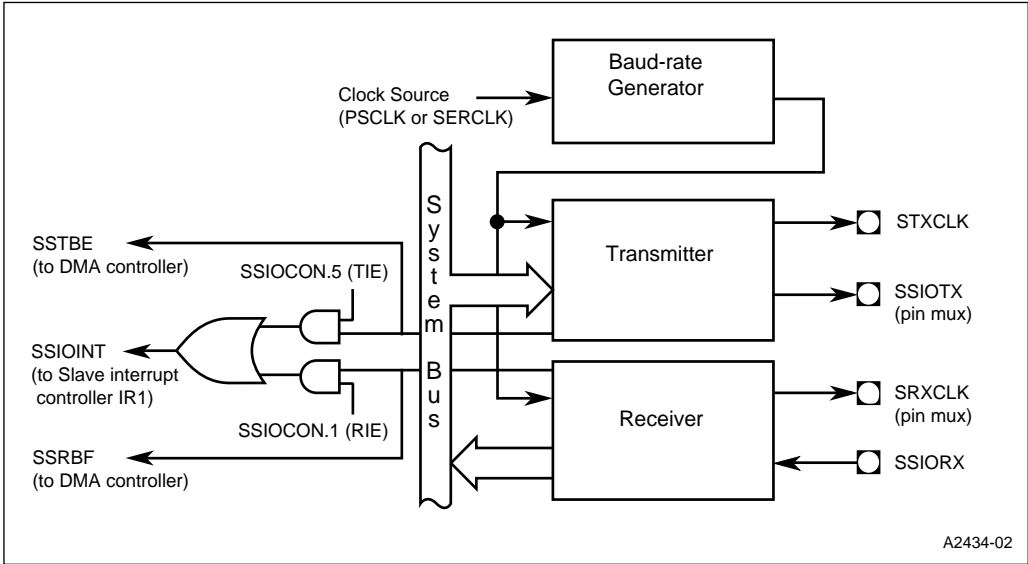 Baud-rate
Generator
Clock Source
(PSCLK or SERCLK)
System Bus
SSTBE
(to DMA controller)
SSIOCON.5 (TIE)
Transmitter
STXCLK
SSIOTX
(pin mux)
SSIOINT
(to Slave interrupt
controller IR1)
SSIOCON.1 (RIE)
Receiver
SRXCLK
(pin mux)
SSIORX
SSRBF
(to DMA controller)
A2434-02